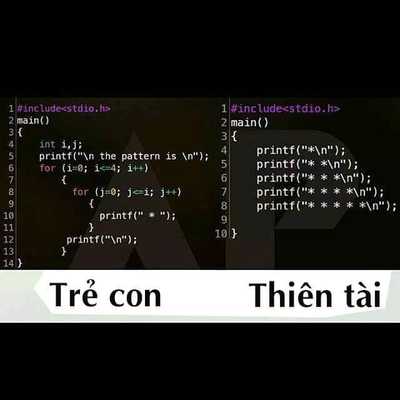 1 #include<stdio.h>
2 main()
3 {
4 int i,j;
5 printf("\n the pattern is \n");
6 for (i=0; i<=4; i++)
7 {
8 for (j=0; j<=i; j++)
9 {
10 printf(" * ");
11 }
12 printf("\n");
13 }
14 }
1 #include<stdio.h>
2 main()
3 {
4 printf("*\n");
5 printf("* *\n");
6 printf("* * *\n");
7 printf("* * * *\n");
8 printf("* * * * *\n");
9
10 }
Trẻ con
Thiên tài